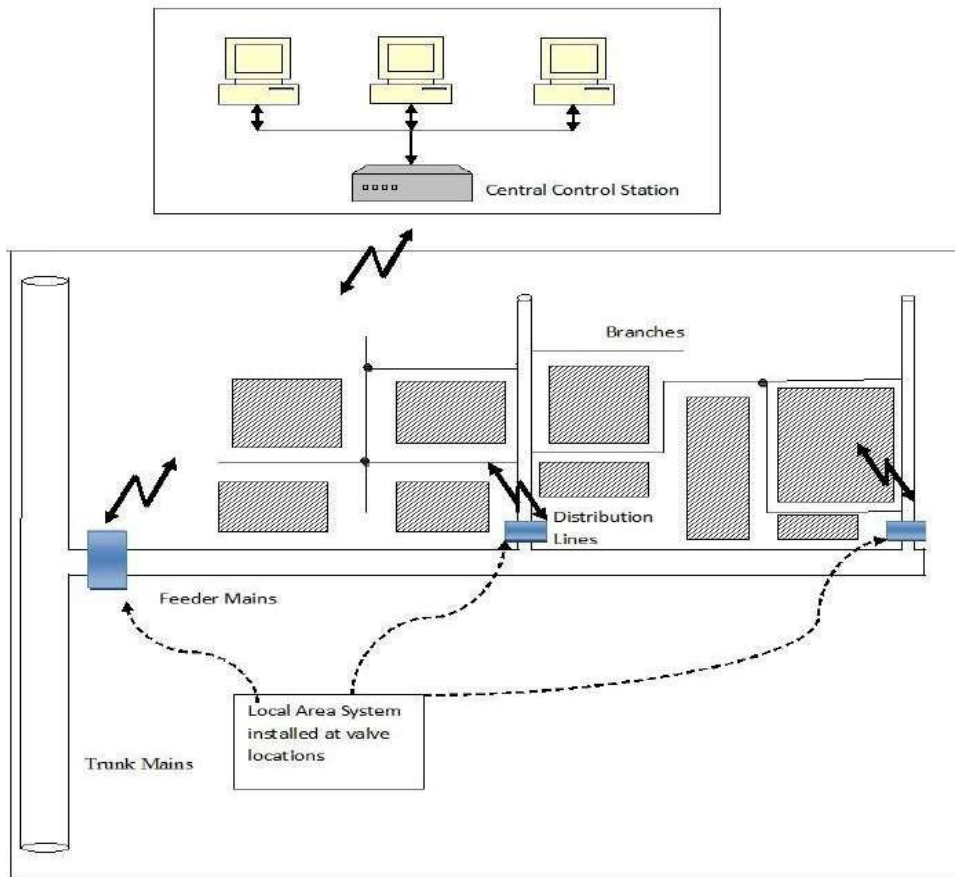 Central Control Station
Branches
Distribution
Lines
Feeder Mains
Local Area System
installed at valve
locations
Trunk Mains